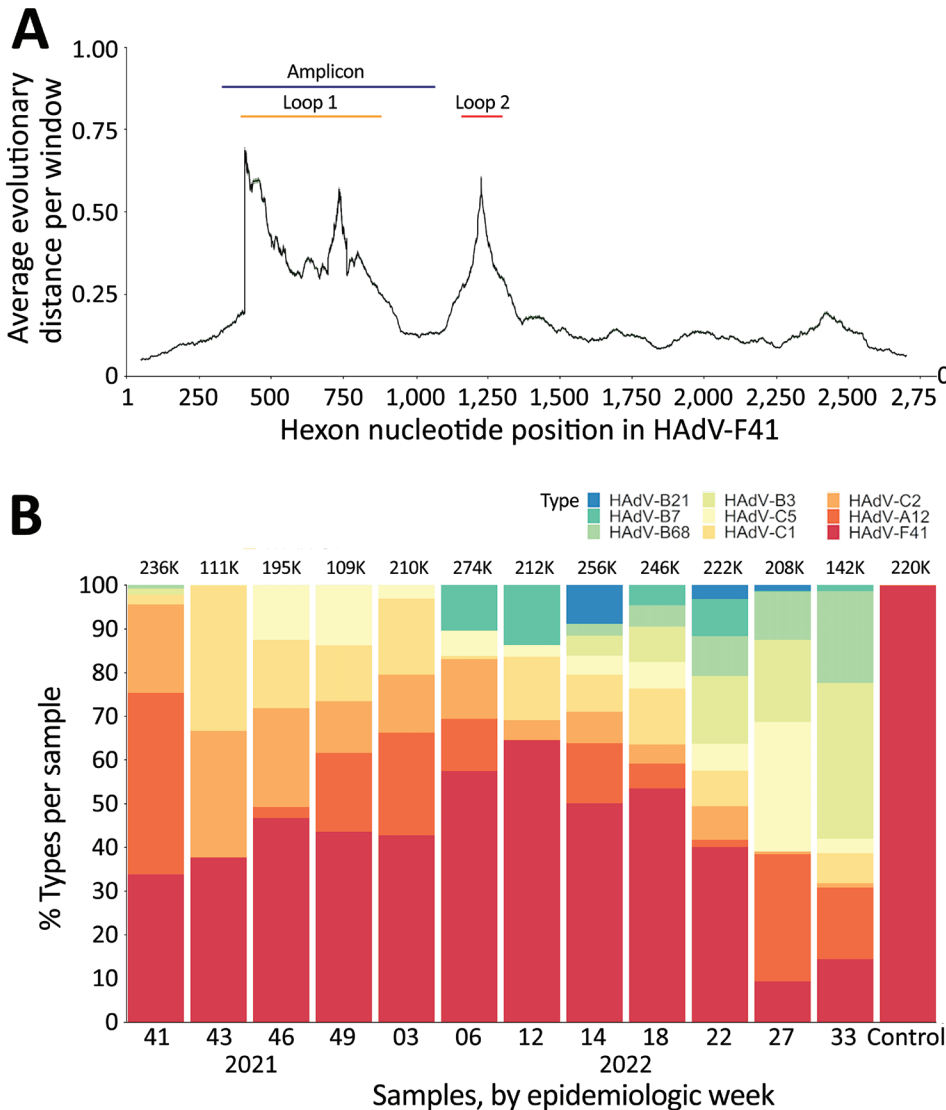 A
Average evolutionary
distance per window
1.00
0.75
0.50
0.25
0
Amplicon
Loop 1
Loop 2
1 250 500 750 1,000 1,250 1,500 1,750 2,000 2,250 2,500 2,75
0
Hexon nucleotide position in HAdV-F41
B
Type
HAdV-B21 HAdV-B3 HAdV-C2
HAdV-B7 HAdV-C5 HAdV-A12
HAdV-B68 HAdV-C1 HAdV-F41
236K 111K 195K 109K 210K 274K 212K 256K 246K 222K 208K 142K 220K
% Types per sample
100
90
80
70
60
50
40
30
20
10
0
41 43 46 49 03 06 12 14 18 22 27 33 Control
2021 2022
Samples, by epidemiologic week